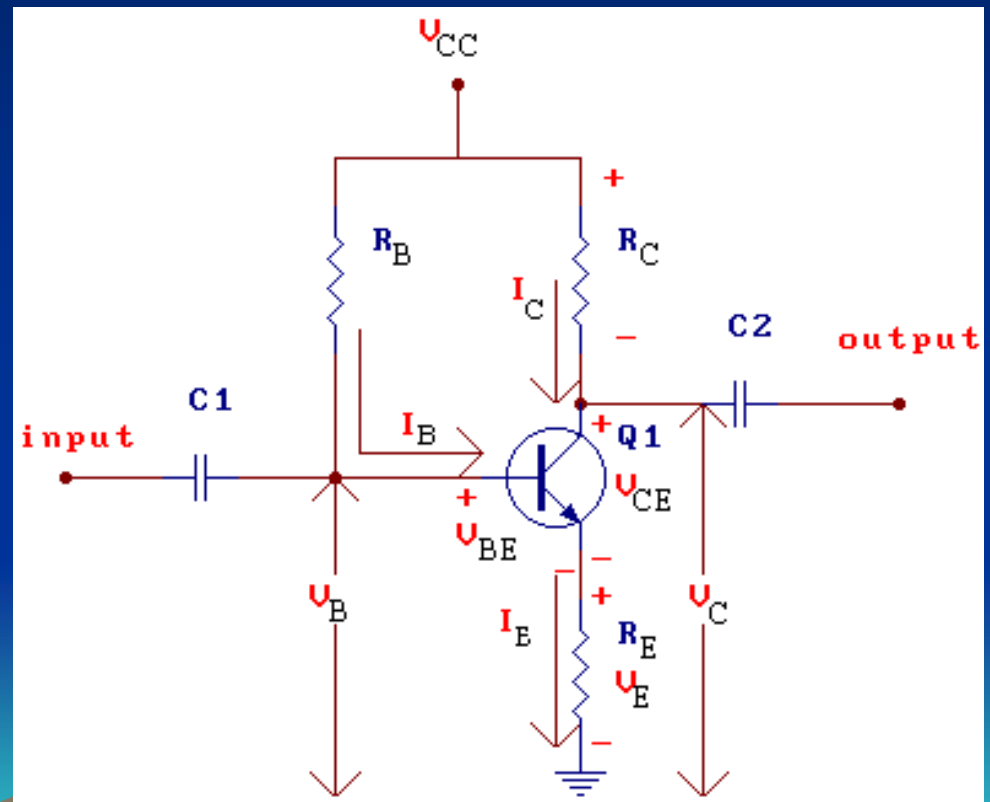 VCC
+
RB
RC
IC
−
C2
output
C1
input
IB
+
Q1
+
VCE
VBE
−
−
+
VB
IE
RE
VC
VE
−